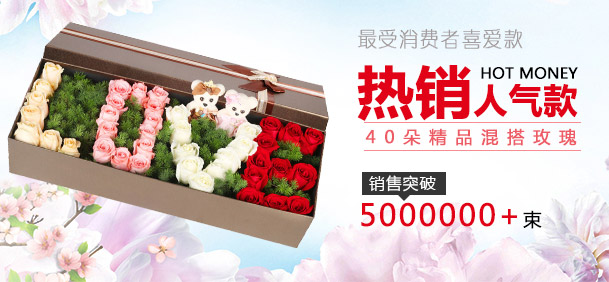 最受消费者喜爱款
热销人气款
HOT MONEY
40朵精品混搭玫瑰
销售突破
5000000+束